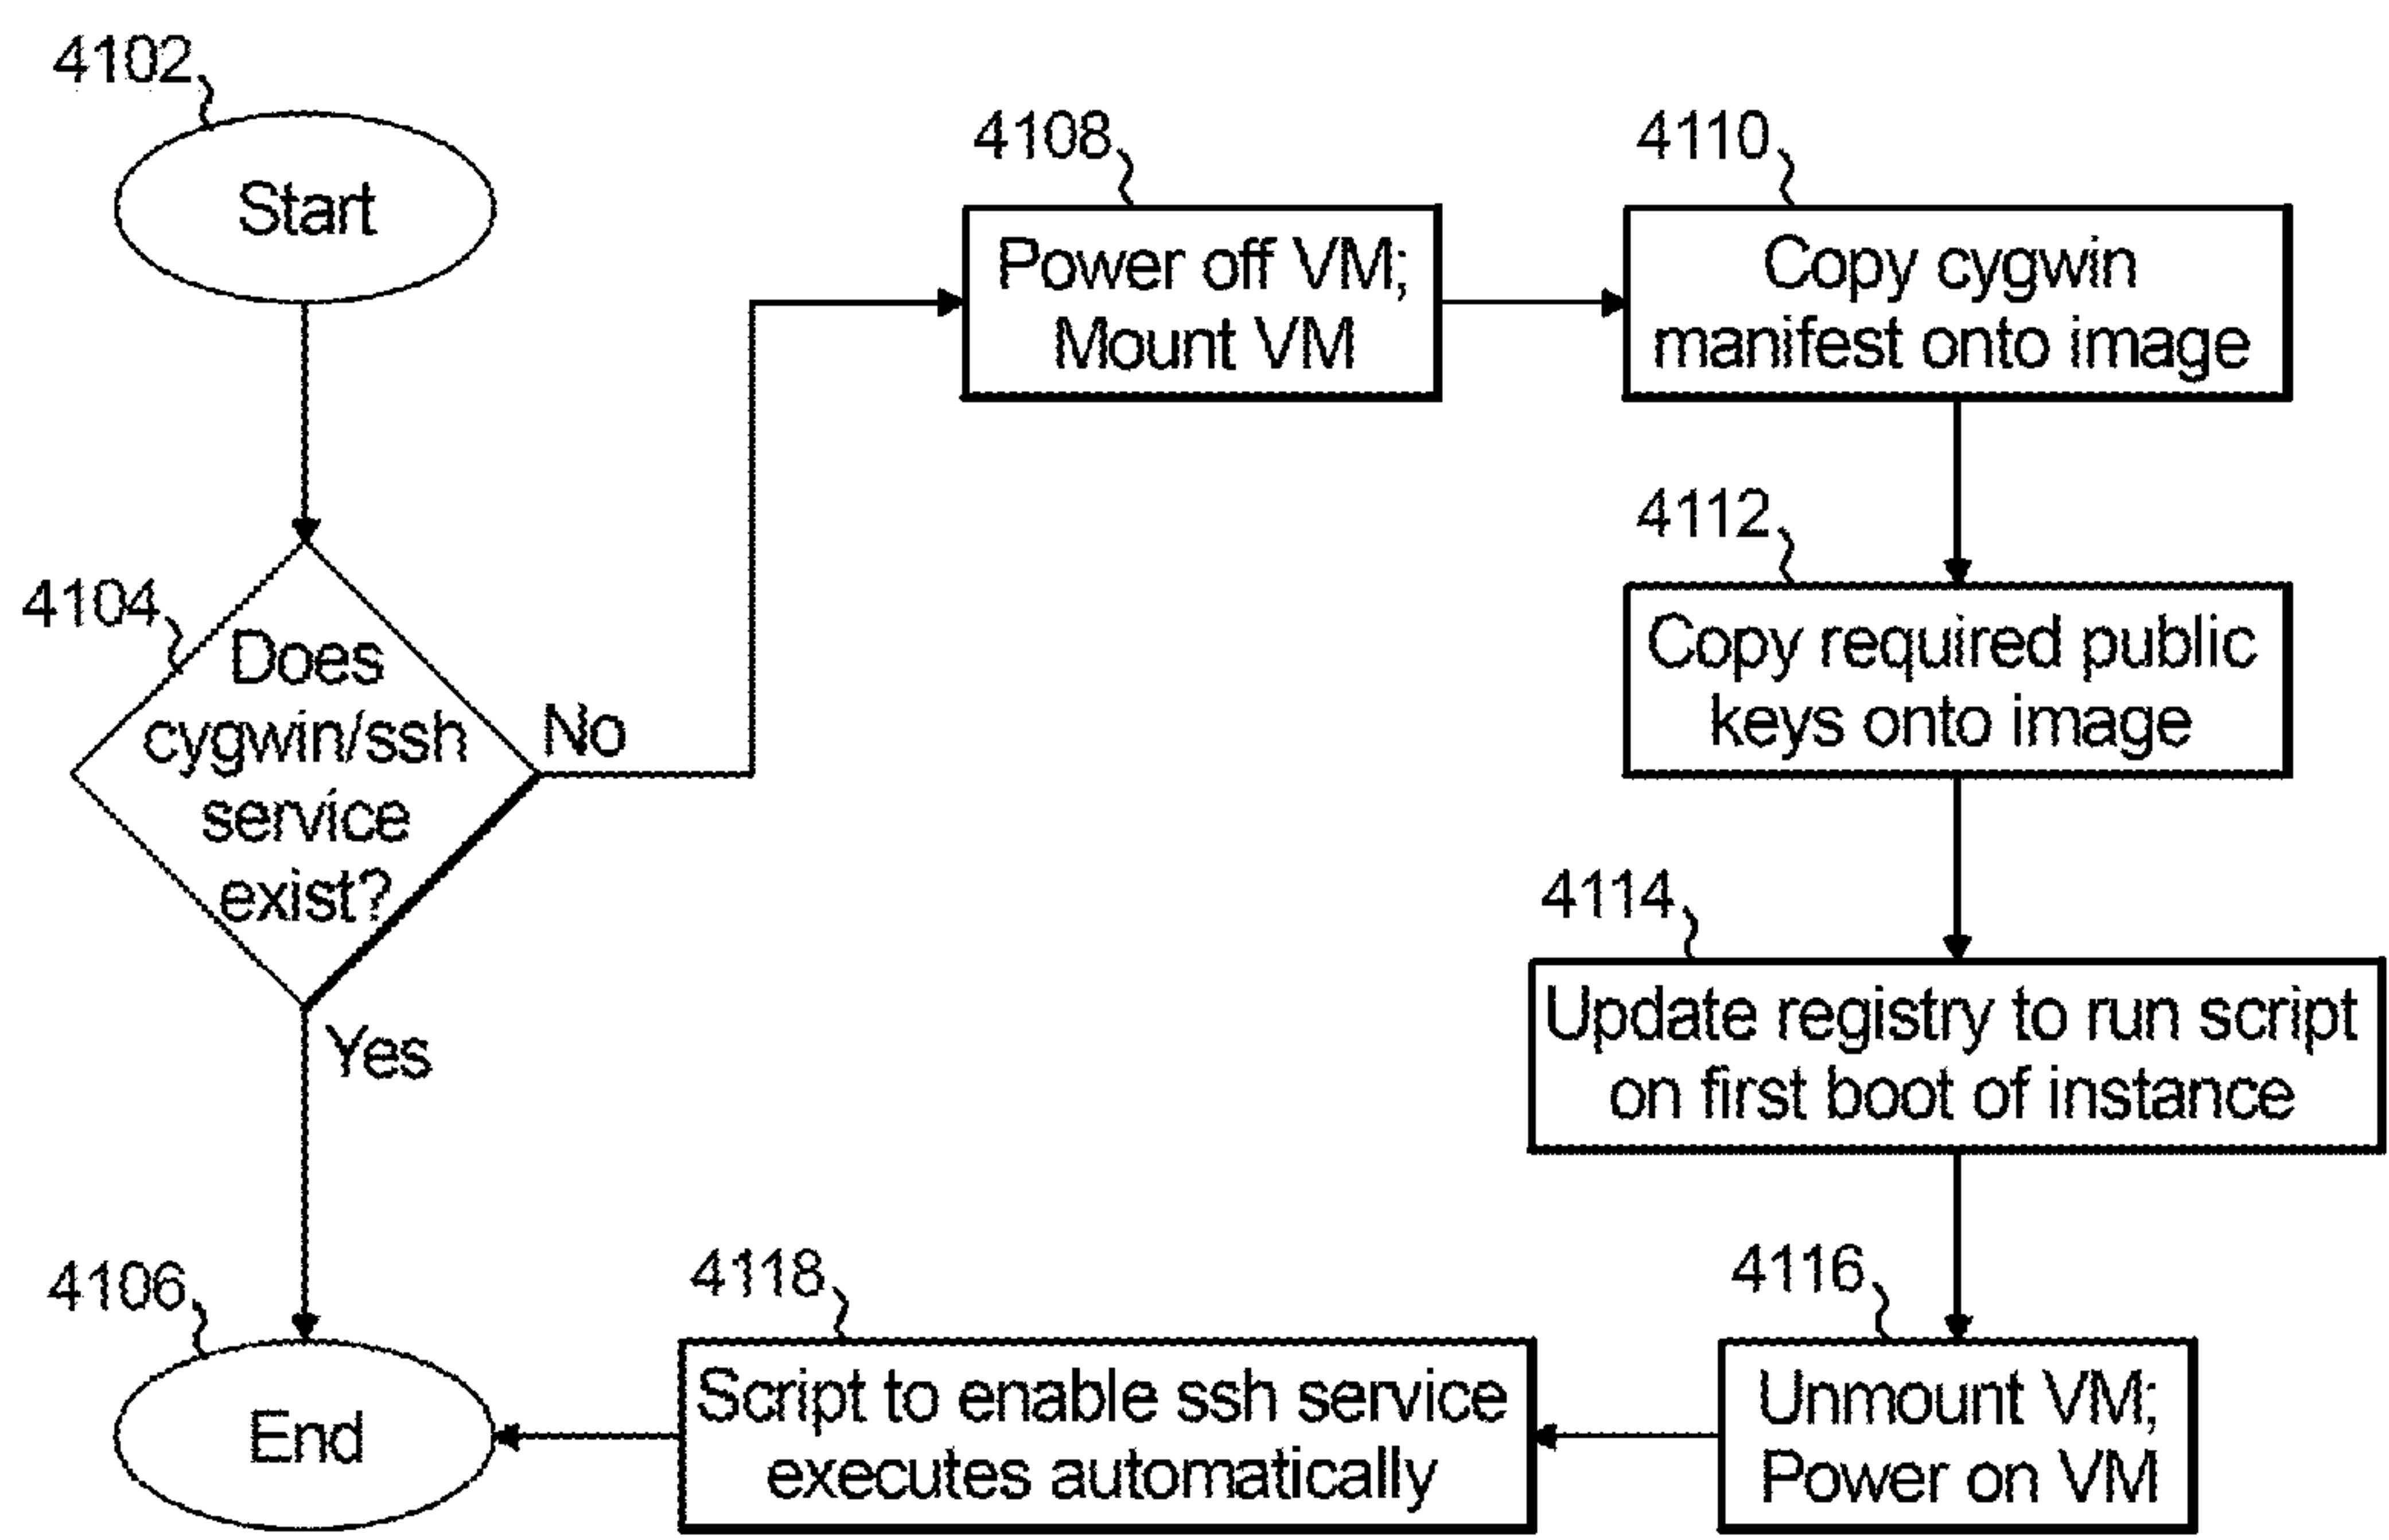 4102
Start
4104
Does
cygwin/ssh
service
exist?
No
Yes
4106
End
4108
Power off VM;
Mount VM
4110
Copy cygwin
manifest onto image
4112
Copy required public
keys onto image
4114
Update registry to run script
on first boot of instance
4116
Unmount VM;
Power on VM
4118
Script to enable ssh service
executes automatically